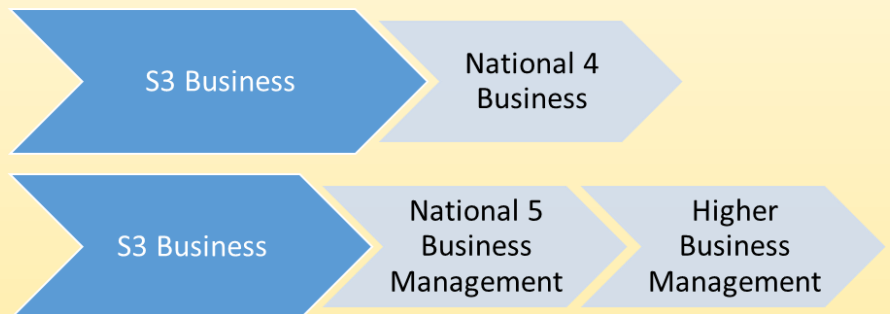 S3 Business
National 4
Business
S3 Business
National 5
Business
Management
Higher
Business
Management